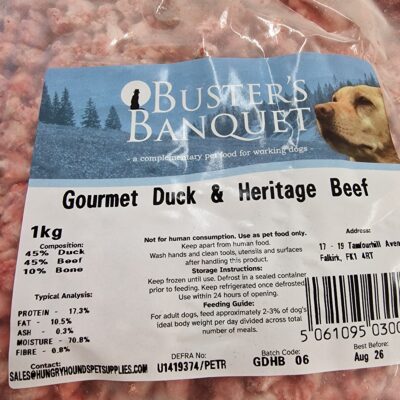 BUSTER'S
BANQUET
- a complementary pet food for working dogs -
Gourmet Duck & Heritage Beef
1kg
Composition:
45% Duck
45% Beef
10% Bone
Typical Analysis:
PROTEIN - 17.3%
FAT - 10.5%
ASH - 0.3%
MOISTURE - 70.8%
FIBRE - 0.8%
Contact:
SALES@HUNGRYHOUNDSPETSUPPLIES.COM
Not for human consumption. Use as pet food only.
Keep apart from human food.
Wash hands and clean tools, utensils and surfaces
after handling this product.
Storage Instructions:
Keep frozen until use. Defrost in a sealed container
prior to feeding. Keep refrigerated once defrosted
Use within 24 hours of opening.
Feeding Guide:
For adult dogs, feed approximately 2-3% of dog's
ideal body weight per day divided across total
number of meals.
DEFRA No:
U1419374/PETR
Batch Code:
GDHB 06
Address:
17 - 19
Falkirk, FK1 4RT
5 061095 0300
Best Before:
Aug 26